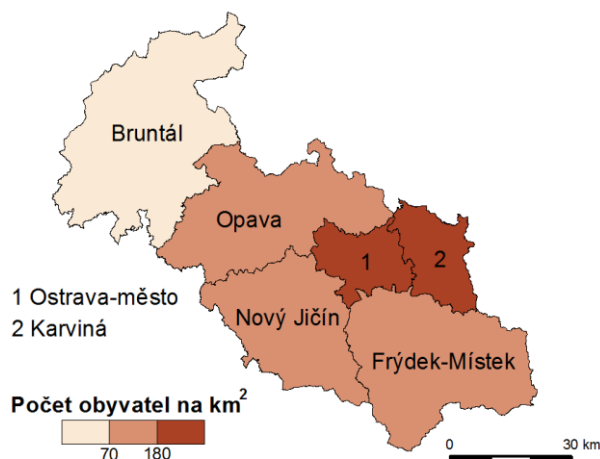 Bruntál
Opava
1
2
1 Ostrava-město
2 Karviná
Nový Jičín
Frýdek-Místek
Počet obyvatel na km²
70 180
0 30 km